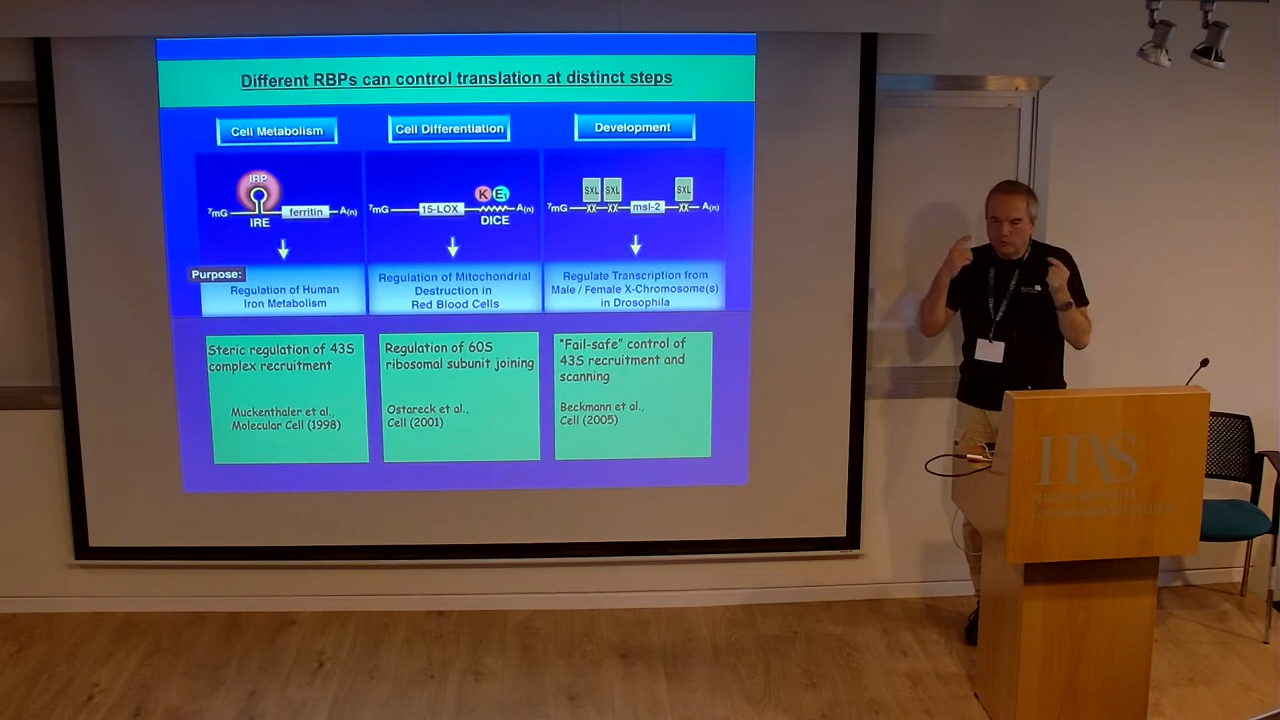 Different RBPs can control translation at distinct steps
Cell Metabolism
IRP
7mG
ferritin
A(n)
IRE
Purpose:
Regulation of Human
Iron Metabolism
Steric regulation of 43S
complex recruitment
Muckenthaler et al.,
Molecular Cell (1998)
Cell Differentiation
K E1
7mG
15-LOX
A(n)
DICE
Regulation of Mitochondrial
Destruction in
Red Blood Cells
Regulation of 60S
ribosomal subunit joining
Ostareck et al.,
Cell (2001)
Development
SXL SXL SXL
7mG
msl-2
A(n)
Regulate Transcription from
Male / Female X-Chromosome(s)
in Drosophila
"Fail-safe" control of
43S recruitment and
scanning
Beckmann et al.,
Cell (2005)
IIAS